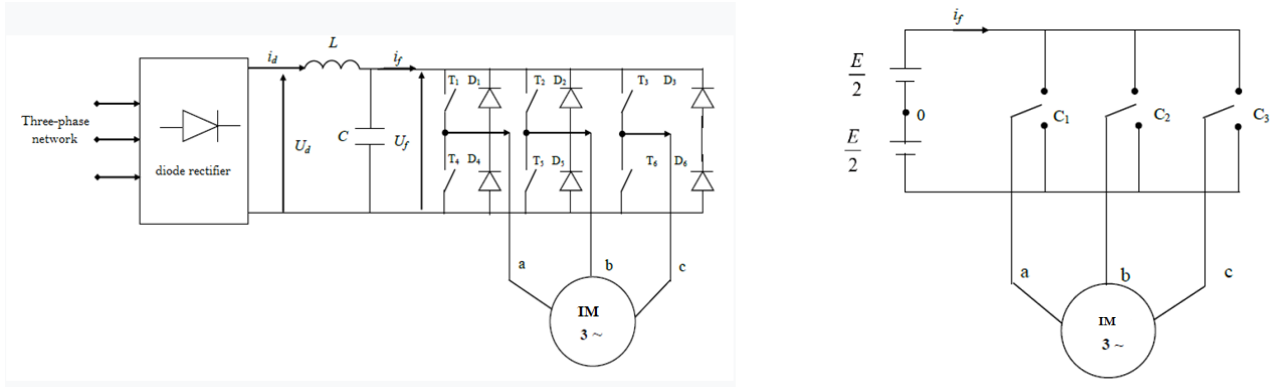 Three-phase
network
diode rectifier
i_d
L
i_f
U_d
C
U_f
T₁ D₁
T₂ D₂
T₃ D₃
T₄ D₄
T₅ D₅
T₆ D₆
a
b
c
IM
3 ~
i_f
E
2
0
E
2
C₁
C₂
C₃
a
b
c
IM
3 ~